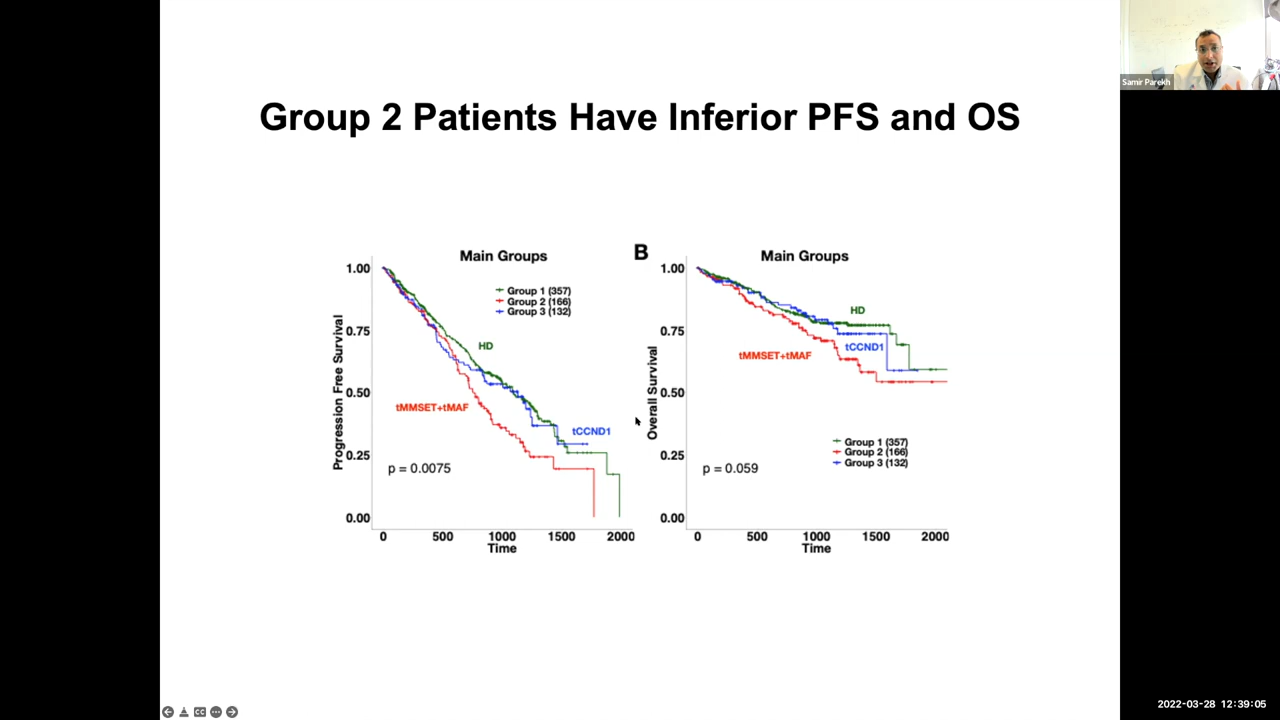 Samir Parekh
Group 2 Patients Have Inferior PFS and OS
Main Groups
1.00
0.75
0.50
0.25
0.00
Progression Free Survival
Group 1 (357)
Group 2 (166)
Group 3 (132)
HD
tMMSET+tMAF
tCCND1
p = 0.0075
0 500 1000 1500 2000
Time
B
Main Groups
1.00
0.75
0.50
0.25
0.00
Overall Survival
HD
tCCND1
tMMSET+tMAF
Group 1 (357)
Group 2 (166)
Group 3 (132)
p = 0.059
0 500 1000 1500 2000
Time
CC
2022-03-28 12:39:05